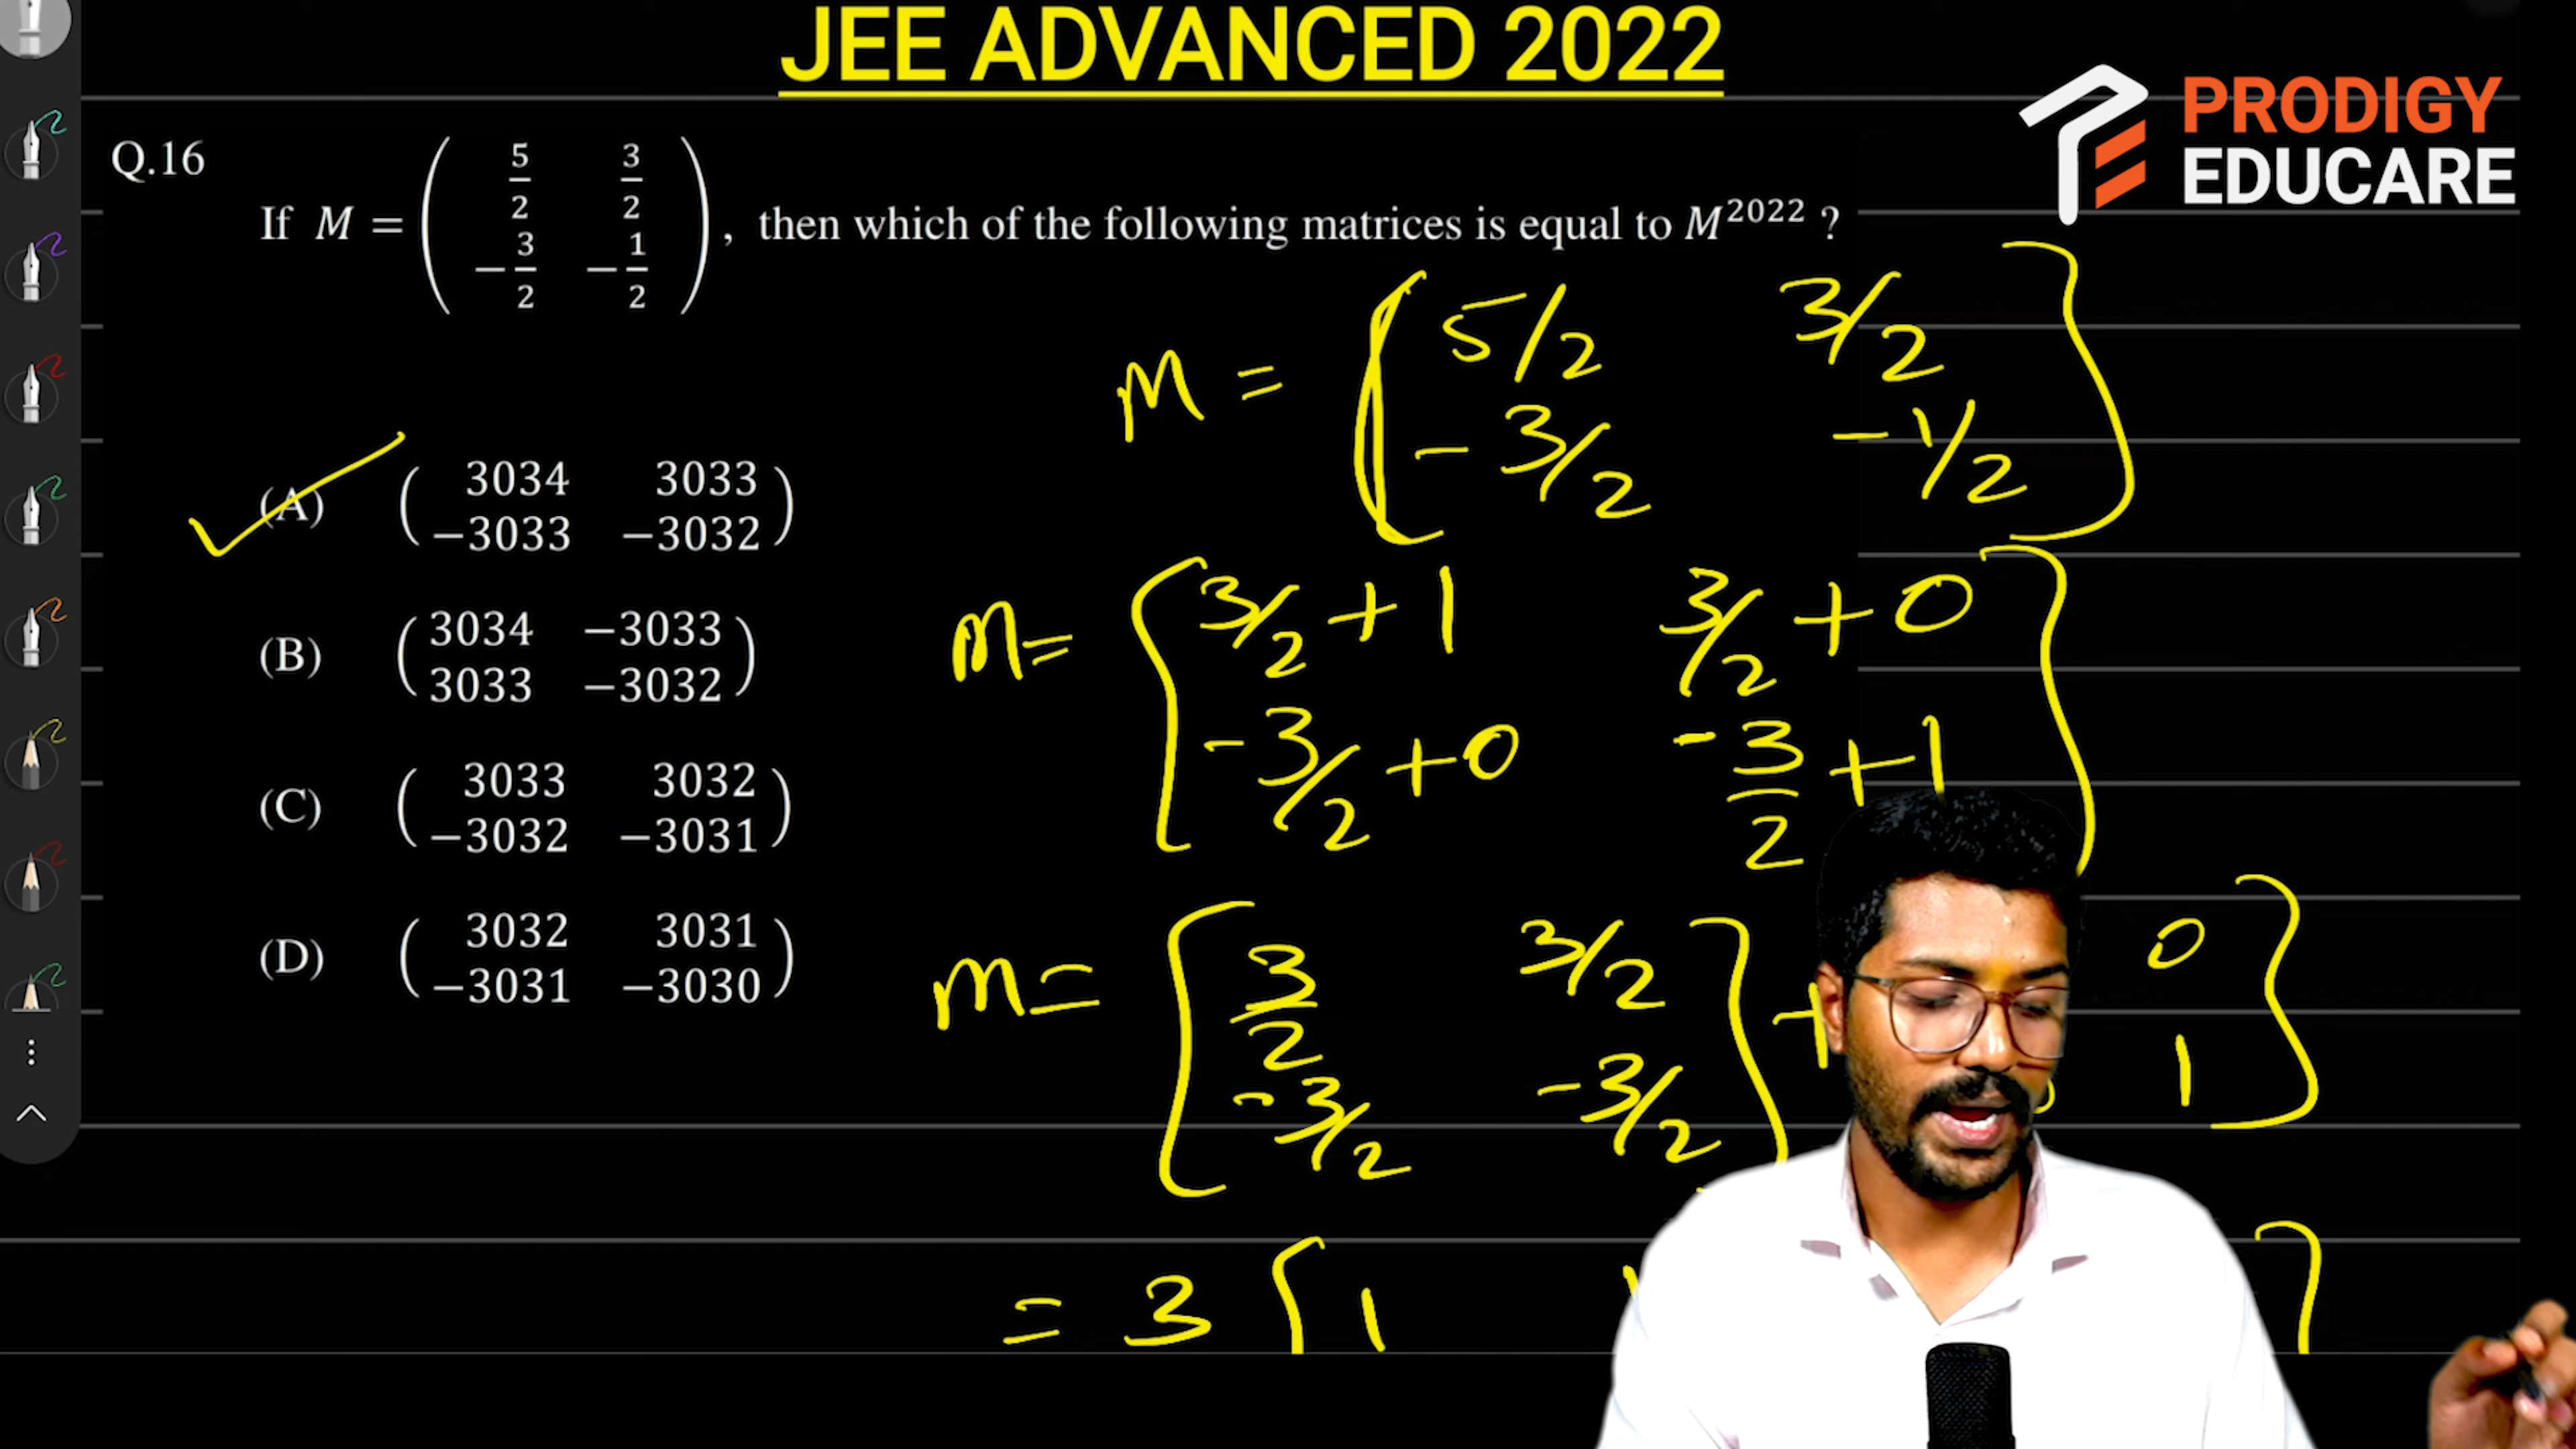 JEE ADVANCED 2022
PRODIGY
EDUCARE
Q.16
If M = ( 5/2 3/2
-3/2 -1/2 ), then which of the following matrices is equal to M^2022 ?
(A) ( 3034 3033
-3033 -3032 )
(B) ( 3034 -3033
3033 -3032 )
(C) ( 3033 3032
-3032 -3031 )
(D) ( 3032 3031
-3031 -3030 )
M = [ 5/2 3/2
-3/2 -1/2 ]
M = [ 3/2 + 1 3/2 + 0
-3/2 + 0 -3/2 + 1 ]
M = [ 3/2 3/2
-3/2 -3/2 ] + 0
1 ]
= 3 [ 1